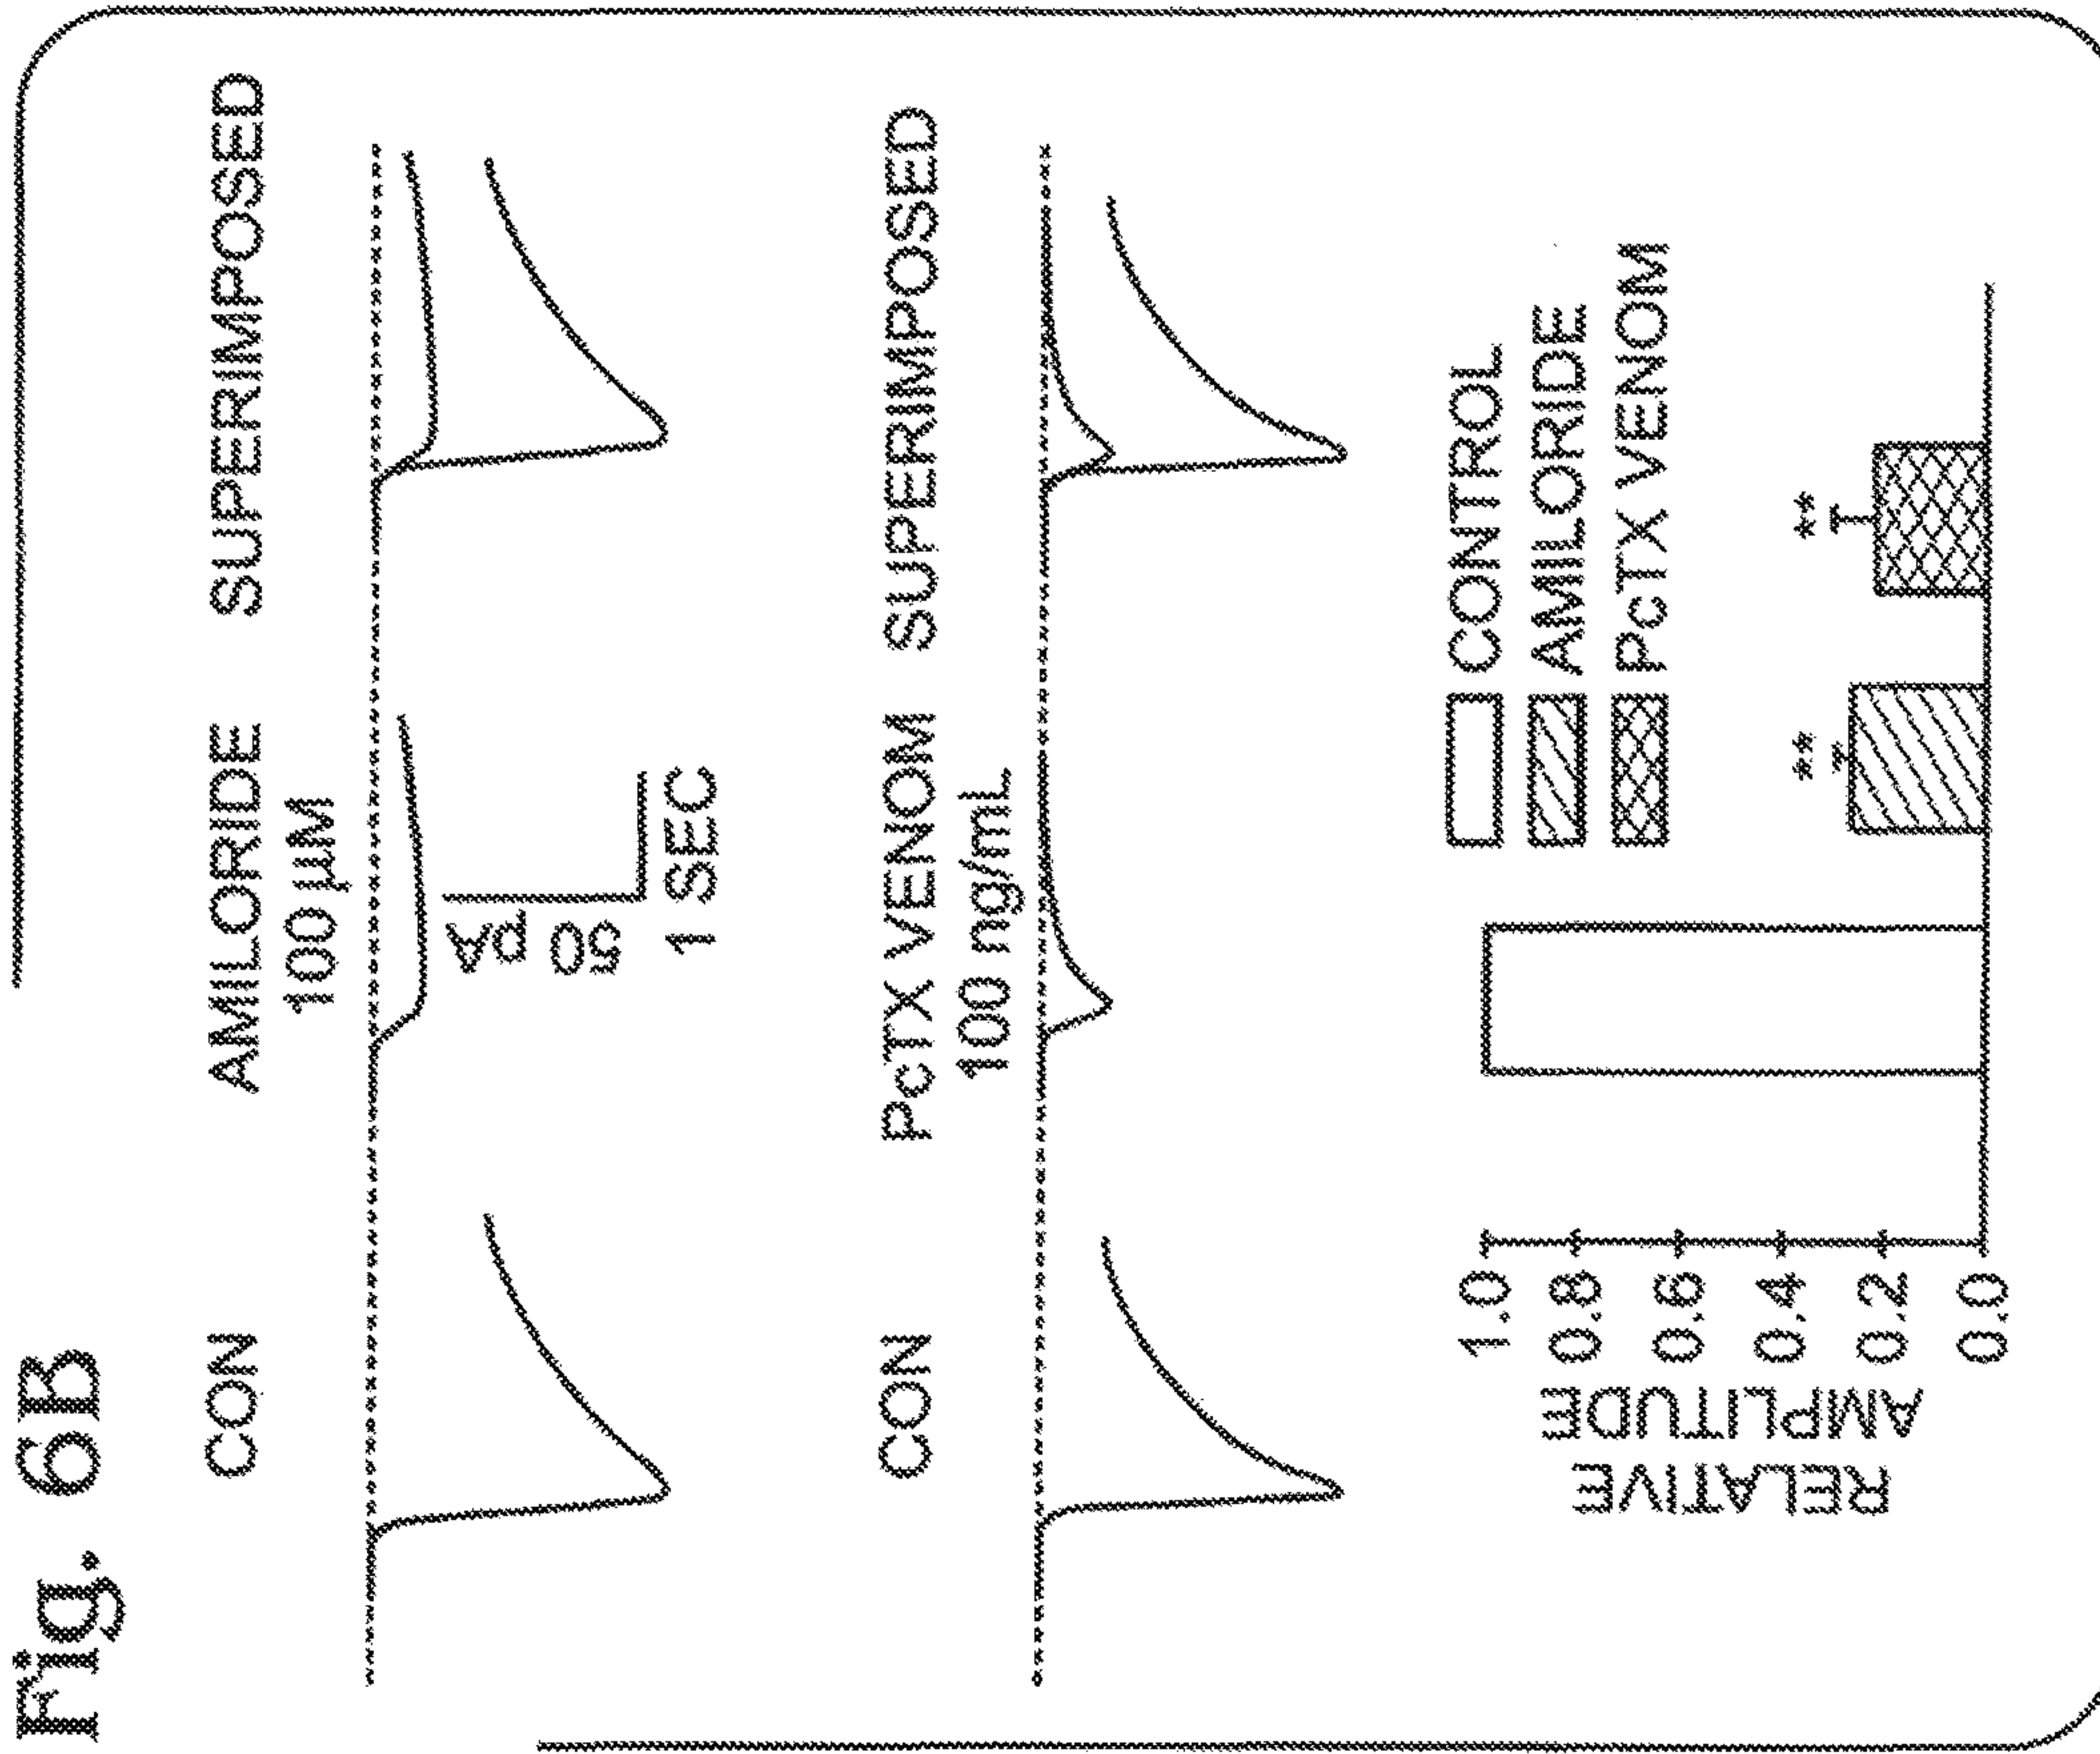 Fig. 6B
CON AMILORIDE SUPERIMPOSED
100 µM
50 pA
1 SEC
CON PcTX VENOM SUPERIMPOSED
100 ng/mL
RELATIVE
AMPLITUDE
1.0
0.8
0.6
0.4
0.2
0.0
CONTROL
AMILORIDE
PcTX VENOM
** **